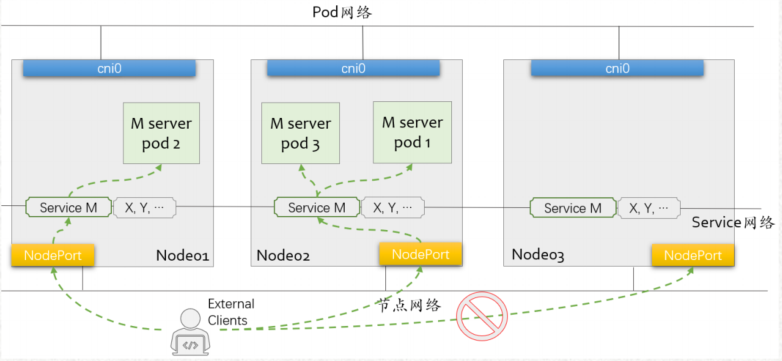 Pod网络
cni0
cni0
cni0
M server
pod 2
M server
pod 3
M server
pod 1
Service M
X, Y, ···
Service M
X, Y, ···
Service M
X, Y, ···
Service网络
NodePort
Node01
Node02
NodePort
Node03
NodePort
External
Clients
节点网络